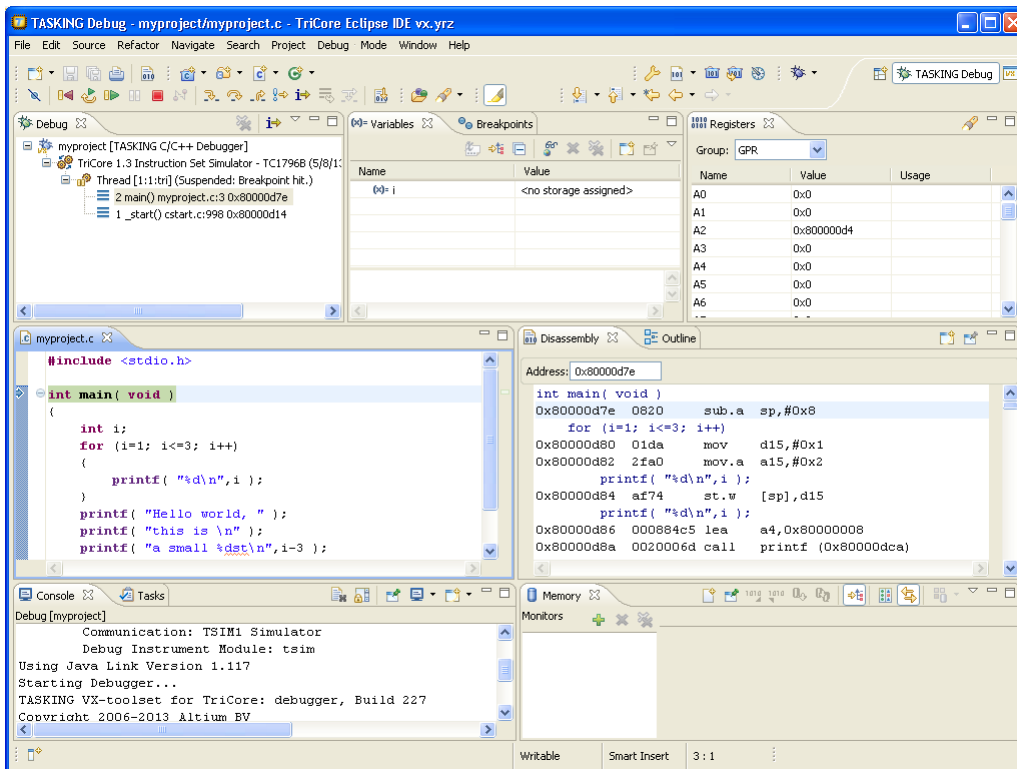 TASKING Debug - myproject/myproject.c - TriCore Eclipse IDE vx.yrz
File Edit Source Refactor Navigate Search Project Debug Mode Window Help
TASKING Debug
Debug
myproject [TASKING C/C++ Debugger]
TriCore 1.3 Instruction Set Simulator - TC1796B (5/8/1
Thread [1:1:tri] (Suspended: Breakpoint hit.)
2 main() myproject.c:3 0x80000d7e
1 _start() cstart.c:998 0x80000d14
(x)= Variables Breakpoints
Name Value
(x)= i <no storage assigned>
Registers
Group: GPR
Name Value Usage
A0 0x0
A1 0x0
A2 0x800000d4
A3 0x0
A4 0x0
A5 0x0
A6 0x0
myproject.c
#include <stdio.h>
int main( void )
{
int i;
for (i=1; i<=3; i++)
{
printf( "%d\n",i );
}
printf( "Hello world, " );
printf( "this is \n" );
printf( "a small %dst\n",i-3 );
Disassembly Outline
Address: 0x80000d7e
int main( void )
0x80000d7e 0820 sub.a sp,#0x8
for (i=1; i<=3; i++)
0x80000d80 01da mov d15,#0x1
0x80000d82 2fa0 mov.a a15,#0x2
printf( "%d\n",i );
0x80000d84 af74 st.w [sp],d15
printf( "%d\n",i );
0x80000d86 000884c5 lea a4,0x80000008
0x80000d8a 0020006d call printf (0x80000dca)
Console Tasks
Debug [myproject]
Communication: TSIM1 Simulator
Debug Instrument Module: tsim
Using Java Link Version 1.117
Starting Debugger...
TASKING VX-toolset for TriCore: debugger, Build 227
Copyright 2006-2013 Altium BV
Memory
Monitors
Writable Smart Insert 3 : 1